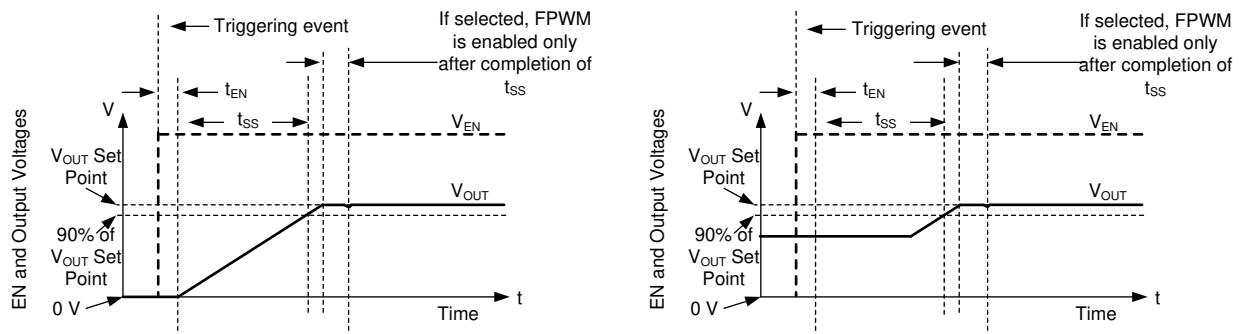 Triggering event
If selected, FPWM
is enabled only
after completion of
tSS
tEN
V
tSS
VEN
EN and Output Voltages
VOUT Set
Point
VOUT
90% of
VOUT Set
Point
0 V
t
Time
Triggering event
If selected, FPWM
is enabled only
after completion of
tSS
tEN
V
tSS
VEN
EN and Output Voltages
VOUT Set
Point
VOUT
90% of
VOUT Set
Point
0 V
t
Time